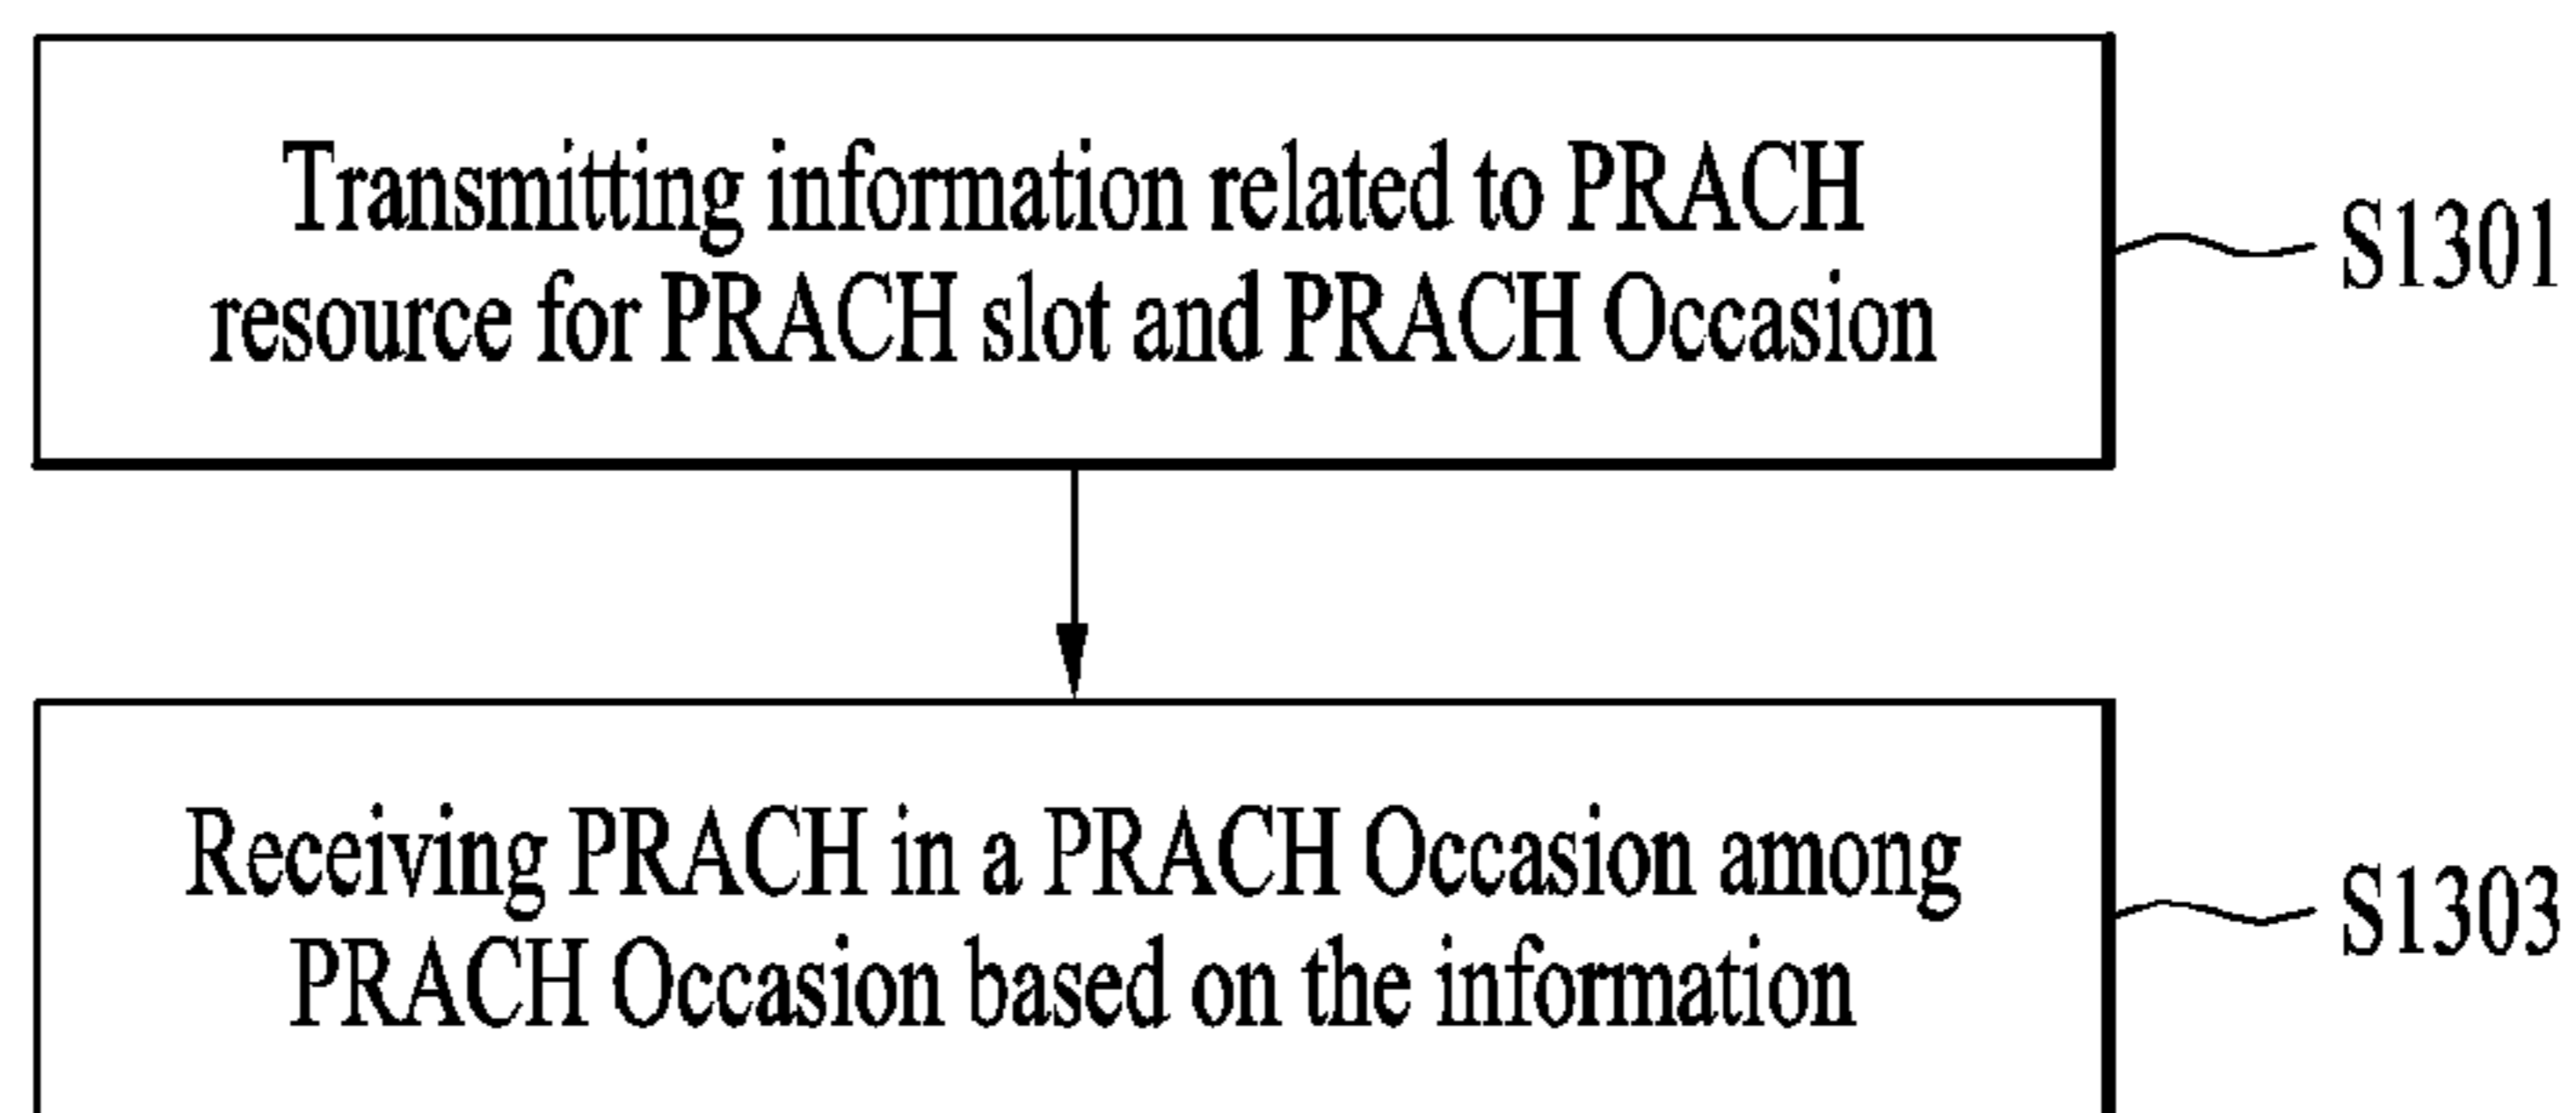 Transmitting information related to PRACH
resource for PRACH slot and PRACH Occasion
S1301
Receiving PRACH in a PRACH Occasion among
PRACH Occasion based on the information
S1303